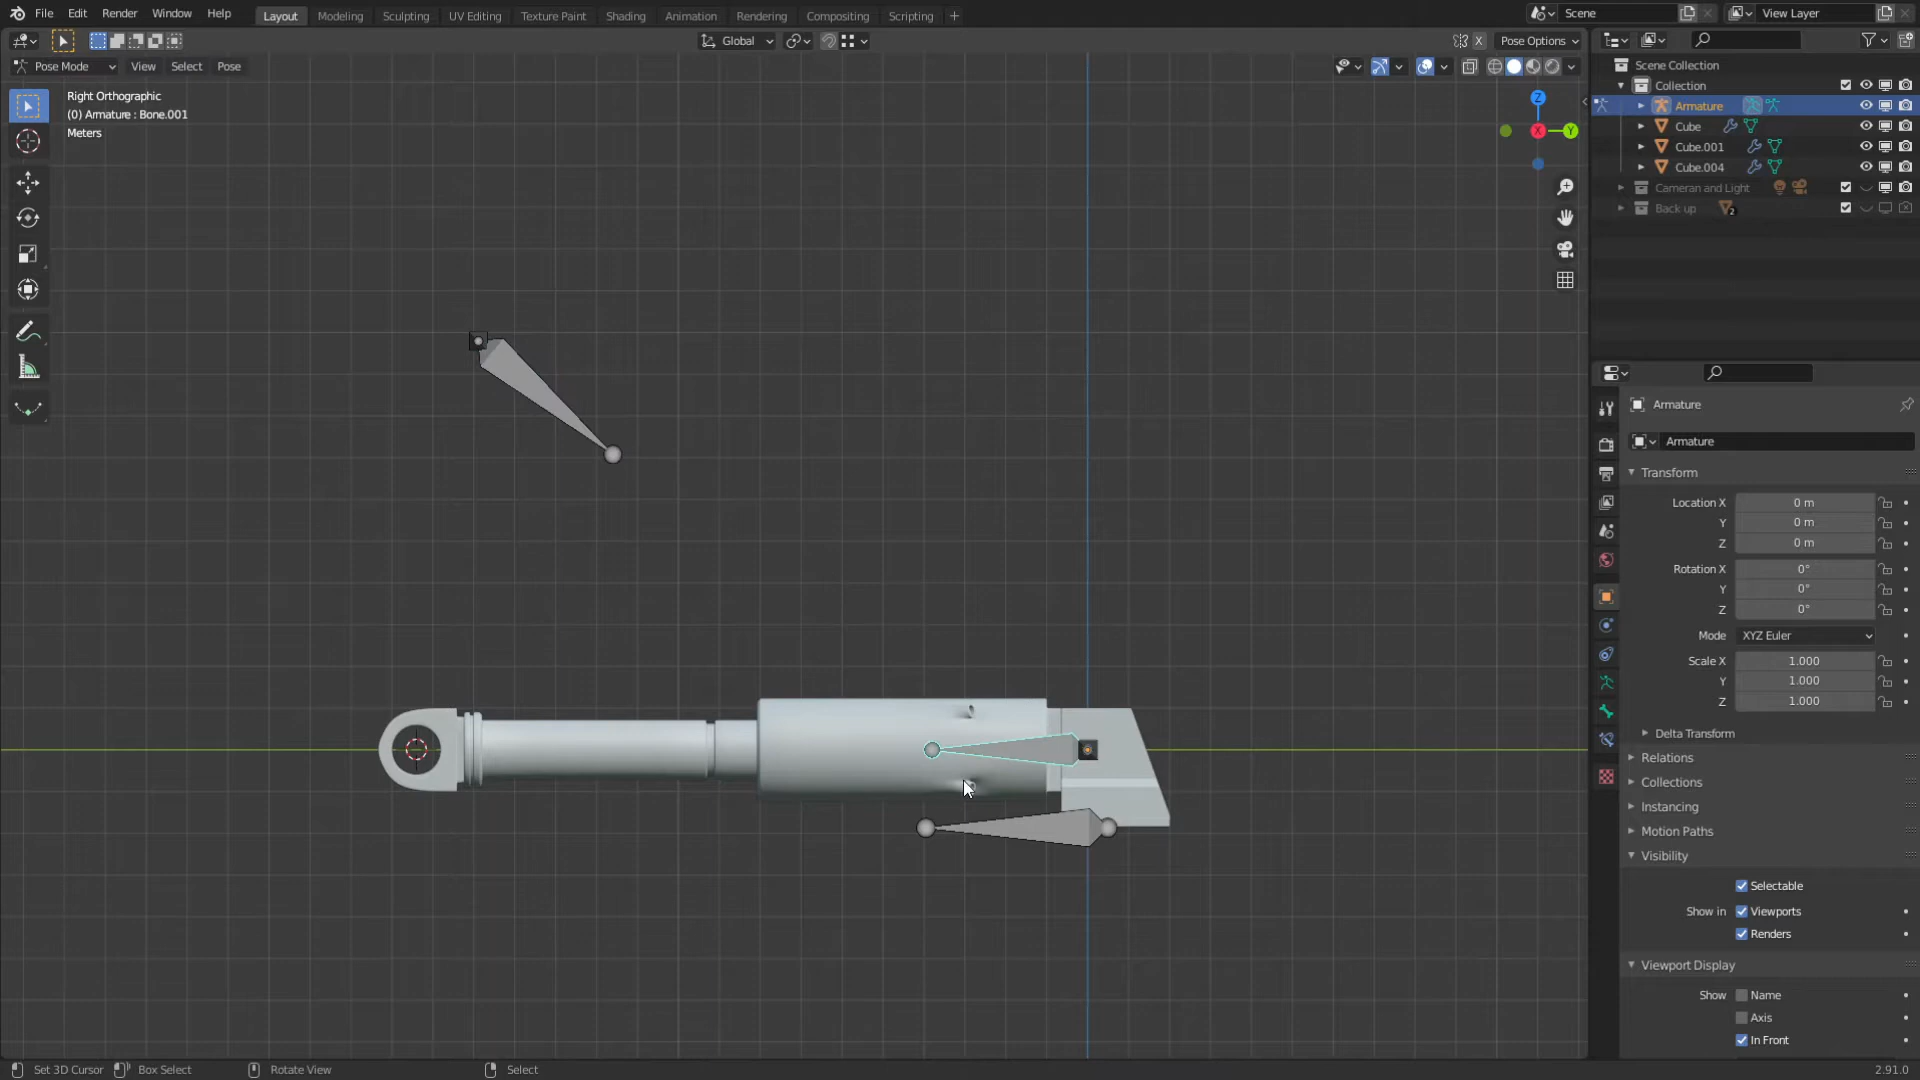 File Edit Render Window Help Layout Modeling Sculpting UV Editing Texture Paint Shading Animation Rendering Compositing Scripting + Scene View Layer
Global X Pose Options
Pose Mode View Select Pose
Right Orthographic
(0) Armature : Bone.001
Meters
Z
Y
X
Scene Collection
Collection
Armature
Cube
Cube.001
Cube.004
Cameran and Light
Back up 2
Armature
Armature
Transform
Location X 0 m
Y 0 m
Z 0 m
Rotation X 0°
Y 0°
Z 0°
Mode XYZ Euler
Scale X 1.000
Y 1.000
Z 1.000
Delta Transform
Relations
Collections
Instancing
Motion Paths
Visibility
Selectable
Show in Viewports
Renders
Viewport Display
Show Name
Axis
In Front
Set 3D Cursor Box Select Rotate View Select 2.91.0